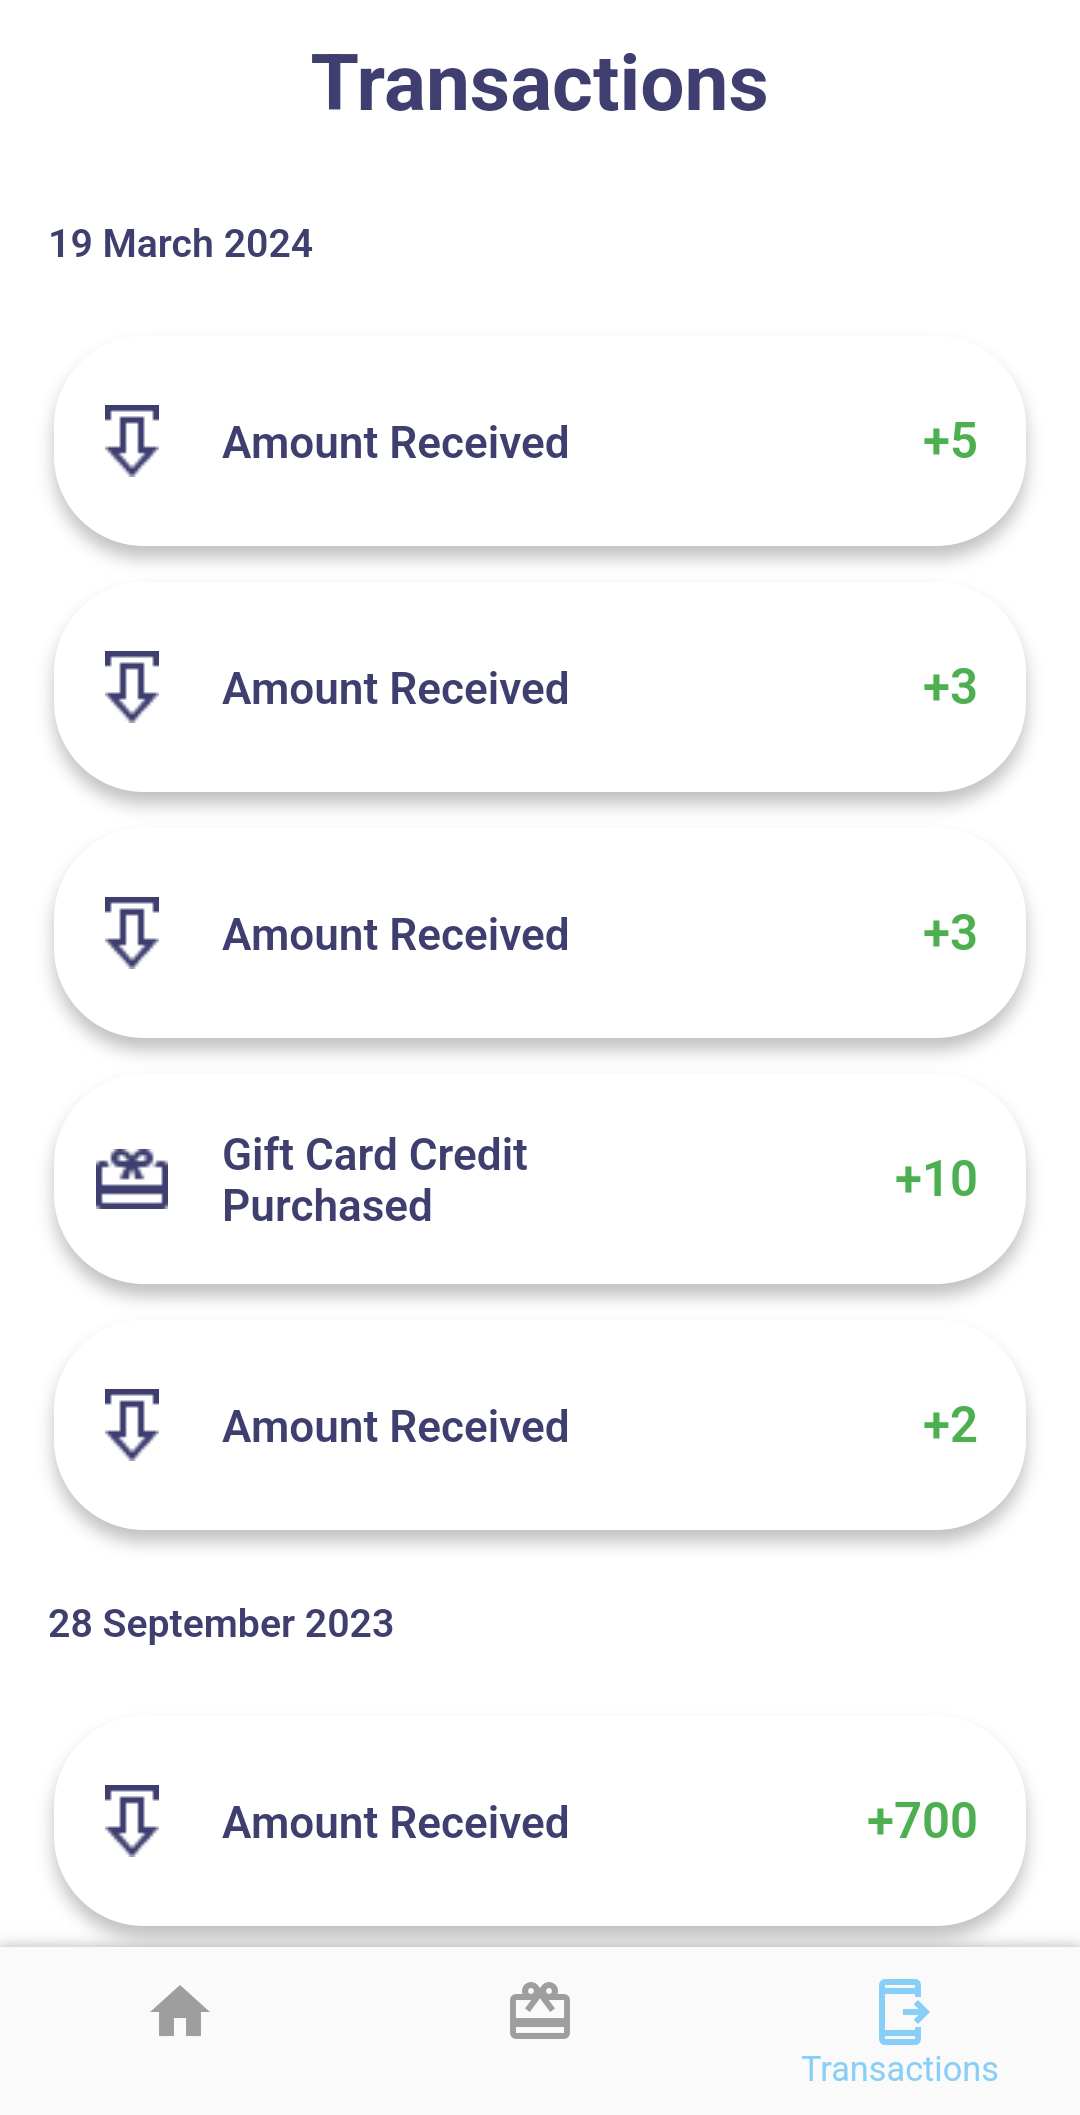 Transactions
19 March 2024
Amount Received
+5
Amount Received
+3
Amount Received
+3
Gift Card Credit
Purchased
+10
Amount Received
+2
28 September 2023
Amount Received
+700
Transactions